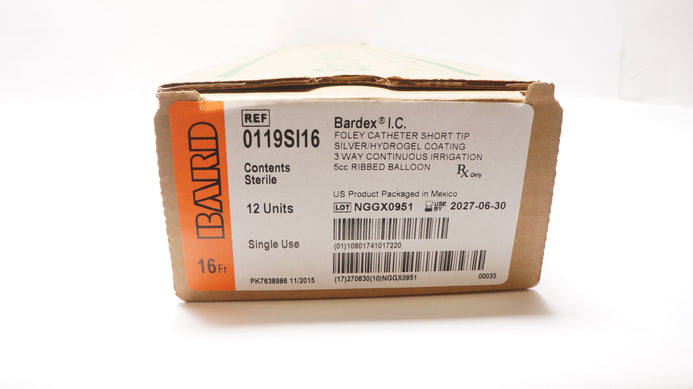 BARD
16 Fr
REF
0119SI16
Contents
Sterile
12 Units
Single Use
PK7638986 11/2015
Bardex® I.C.
FOLEY CATHETER SHORT TIP
SILVER/HYDROGEL COATING
3 WAY CONTINUOUS IRRIGATION
5cc RIBBED BALLOON
Rx Only
US Product Packaged in Mexico
LOT NGGX0951 USE BY 2027-06-30
(01)10801741017220
(17)270630(10)NGGX0951 00035